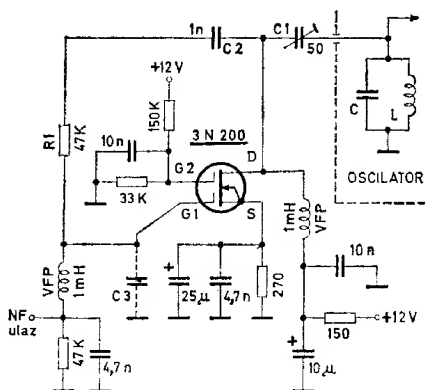 1n
C2
C1
50
+12V
150K
10n
3N200
R1
47K
33K
G2
D
G1
S
C
L
OSCILATOR
1mH
VFP
VFP
1mH
C3
+
25μ
4,7n
270
10n
NF
ulaz
47K
4,7n
150
+12V
+
10μ